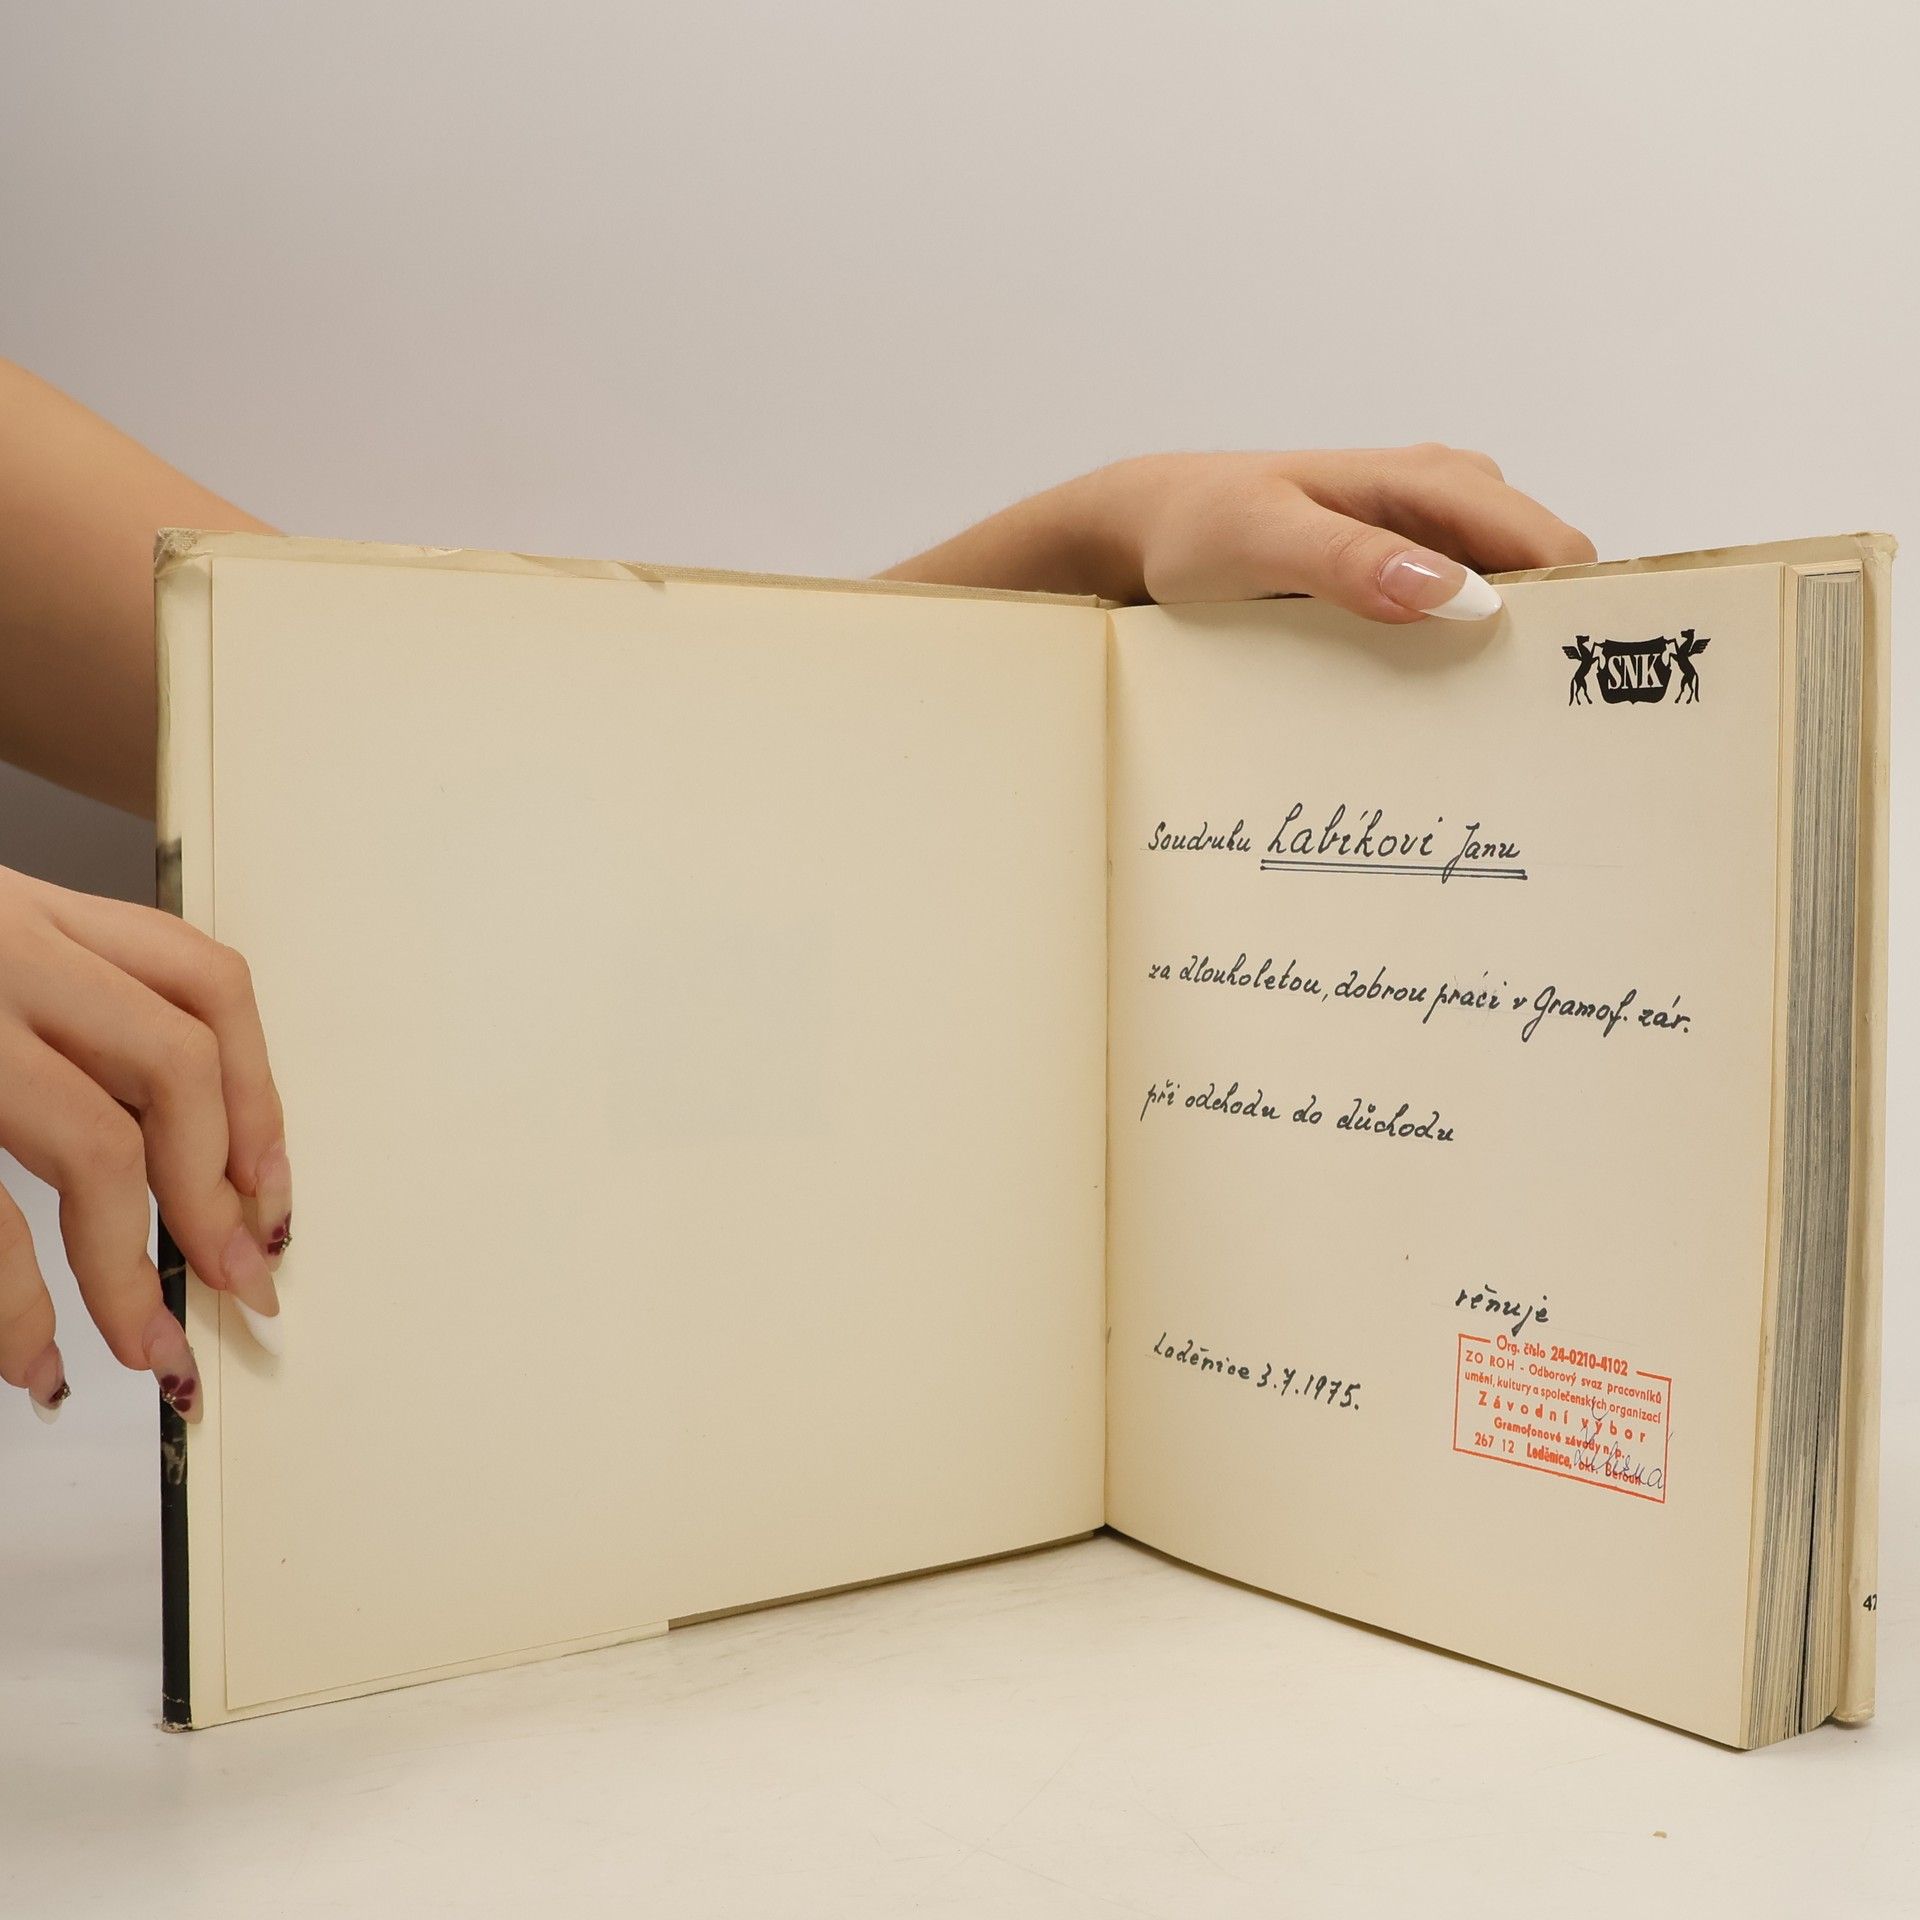 SNK
Soudruhu Labíkovi Janu
za dlouholetou, dobrou práci v Gramof. záv.
při odchodu do důchodu
věnuje
Loděnice 3.7.1975.
Org. číslo 24-0210-4102
ZO ROH - Odborový svaz pracovníků
umění, kultury a společenských organizací
Závodní výbor
Gramofonové závody n. p.
267 12 Loděnice, okr. Beroun
47